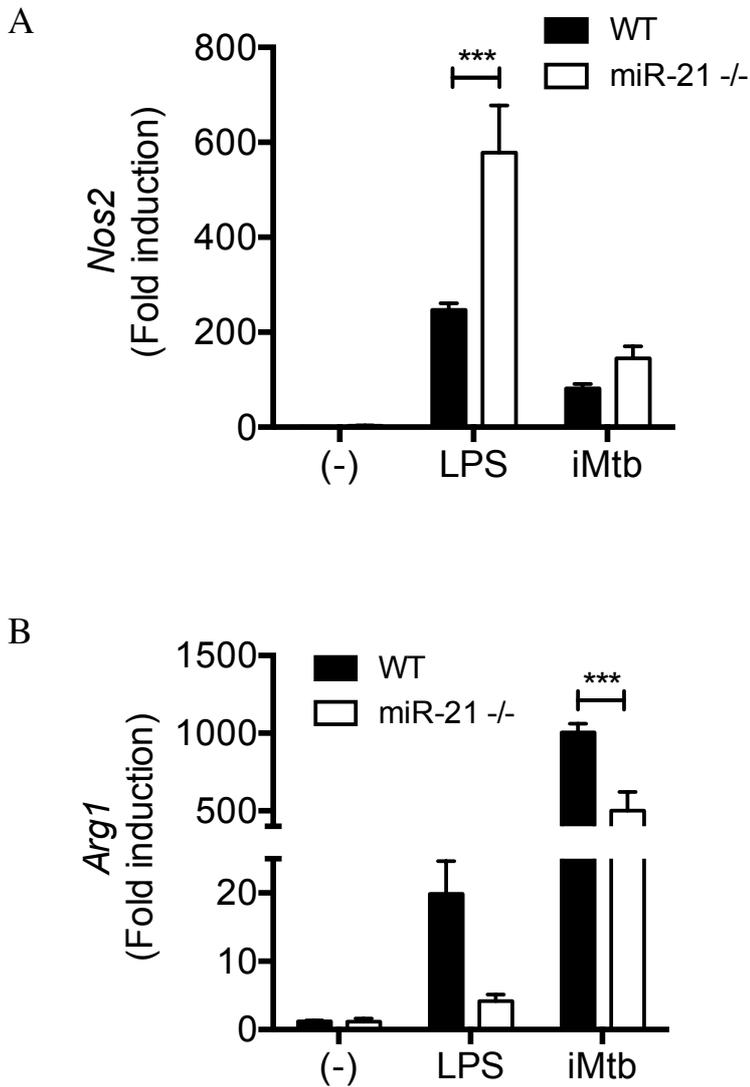 A
WT
miR-21 -/-
***
Nos2
(Fold induction)
800
600
400
200
0
(-) LPS iMtb
B
WT
miR-21 -/-
***
Arg1
(Fold induction)
1500
1000
500
20
10
0
(-) LPS iMtb